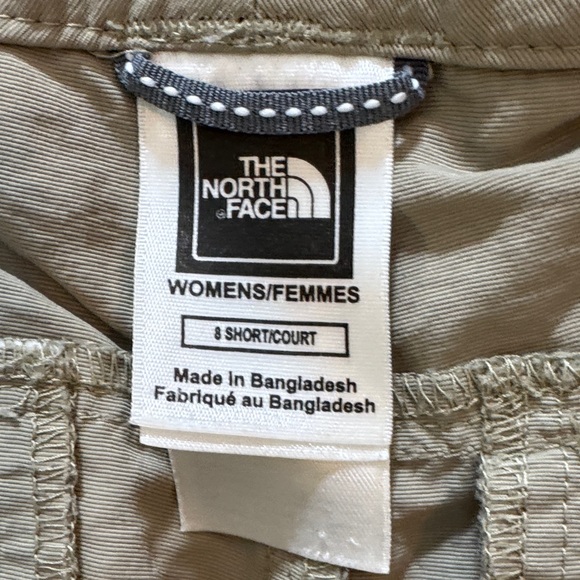 THE
NORTH
FACE
WOMENS/FEMMES
8 SHORT/COURT
Made in Bangladesh
Fabriqué au Bangladesh